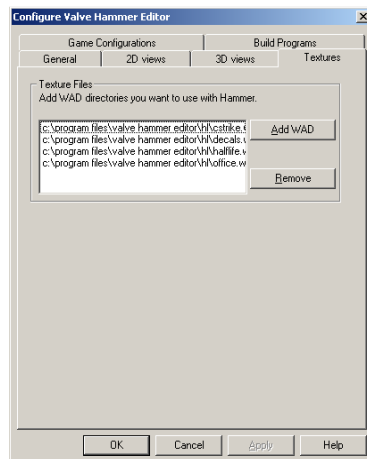 Configure Valve Hammer Editor
Game Configurations
Build Programs
General
2D views
3D views
Textures
Texture Files
Add WAD directories you want to use with Hammer.
c:\program files\valve hammer editor\hl\cstrike.
c:\program files\valve hammer editor\hl\decals.
c:\program files\valve hammer editor\hl\halflife.
c:\program files\valve hammer editor\hl\office.w
Add WAD
Remove
OK
Cancel
Apply
Help